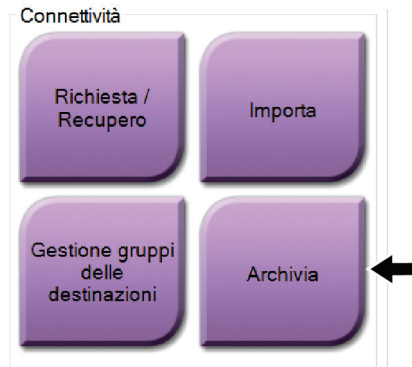 Connettività
Richiesta /
Recupero
Importa
Gestione gruppi
delle
destinazioni
Archivia